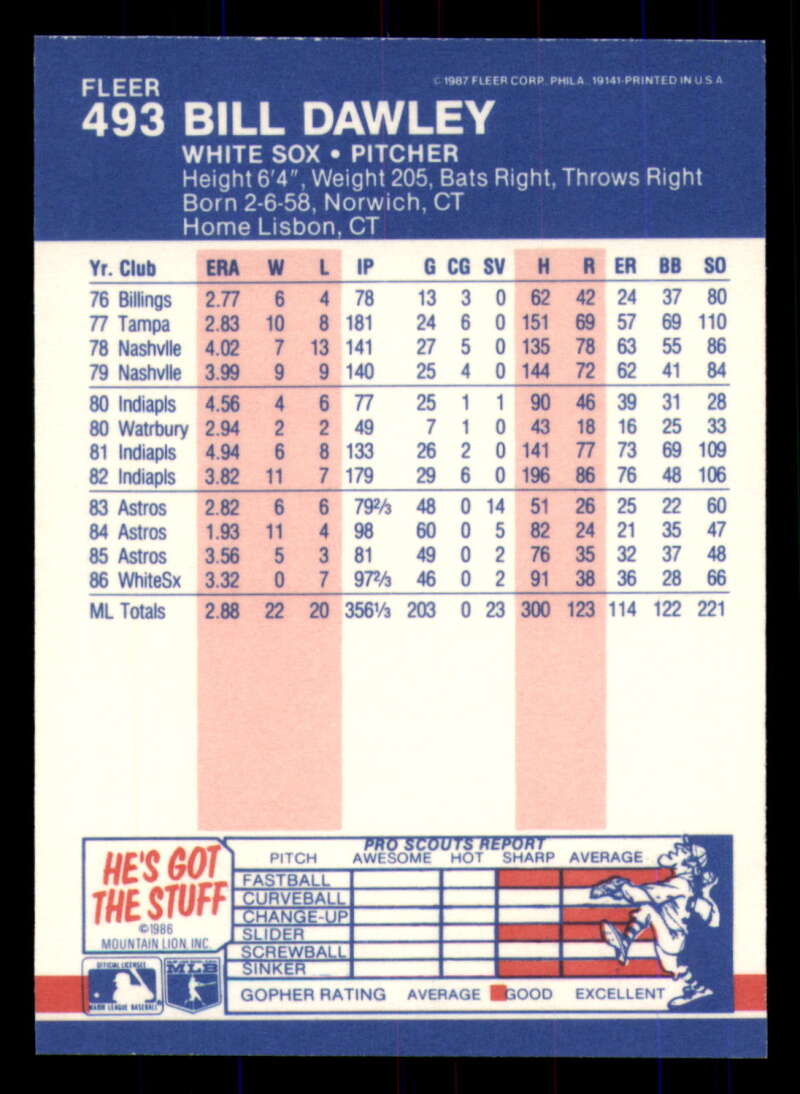 FLEER
© 1987 FLEER CORP., PHILA., 19141-PRINTED IN U.S.A.
493 BILL DAWLEY
WHITE SOX • PITCHER
Height 6'4", Weight 205, Bats Right, Throws Right
Born 2-6-58, Norwich, CT
Home Lisbon, CT
Yr. Club ERA W L IP G CG SV H R ER BB SO
76 Billings 2.77 6 4 78 13 3 0 62 42 24 37 80
77 Tampa 2.83 10 8 181 24 6 0 151 69 57 69 110
78 Nashvlle 4.02 7 13 141 27 5 0 135 78 63 55 86
79 Nashvlle 3.99 9 9 140 25 4 0 144 72 62 41 84
80 Indiapls 4.56 4 6 77 25 1 1 90 46 39 31 28
80 Watrbury 2.94 2 2 49 7 1 0 43 18 16 25 33
81 Indiapls 4.94 6 8 133 26 2 0 141 77 73 69 109
82 Indiapls 3.82 11 7 179 29 6 0 196 86 76 48 106
83 Astros 2.82 6 6 79⅔ 48 0 14 51 26 25 22 60
84 Astros 1.93 11 4 98 60 0 5 82 24 21 35 47
85 Astros 3.56 5 3 81 49 0 2 76 35 32 37 48
86 WhiteSx 3.32 0 7 97⅔ 46 0 2 91 38 36 28 66
ML Totals 2.88 22 20 356⅓ 203 0 23 300 123 114 122 221
HE'S GOT
THE STUFF
©1986
MOUNTAIN LION, INC.
OFFICIAL LICENSEE
MAJOR LEAGUE BASEBALL
MLB
PRO SCOUTS REPORT
PITCH AWESOME HOT SHARP AVERAGE
FASTBALL
CURVEBALL
CHANGE-UP
SLIDER
SCREWBALL
SINKER
GOPHER RATING AVERAGE GOOD EXCELLENT